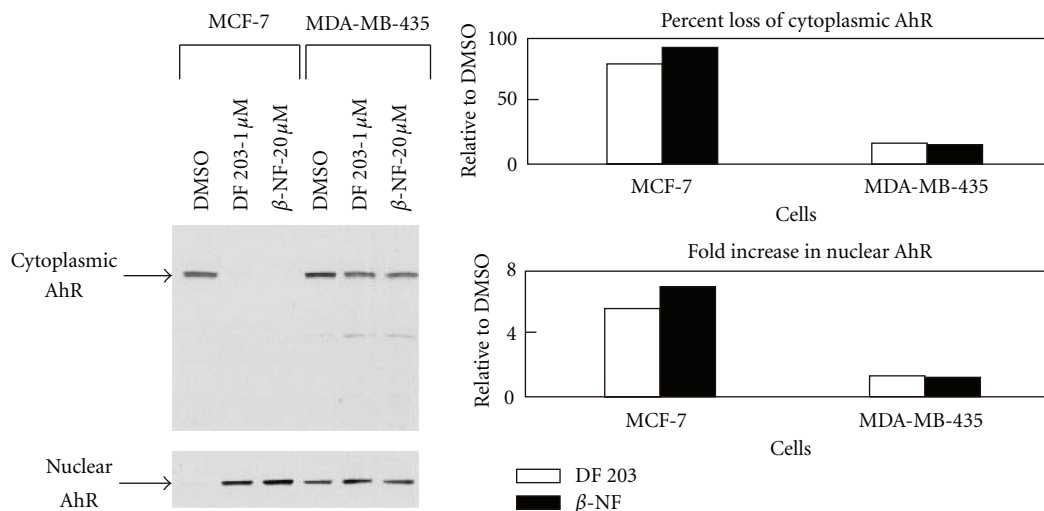 MCF-7 MDA-MB-435
DMSO
DF 203-1 μM
β-NF-20 μM
DMSO
DF 203-1 μM
β-NF-20 μM
Cytoplasmic
AhR
Nuclear
AhR
Percent loss of cytoplasmic AhR
Relative to DMSO
100
50
0
MCF-7 MDA-MB-435
Cells
Fold increase in nuclear AhR
Relative to DMSO
8
4
0
MCF-7 MDA-MB-435
Cells
DF 203
β-NF